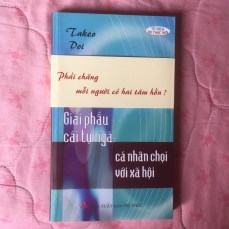 Takeo
Doi
Phải chăng
mỗi người có hai tâm hồn ?
Giải phẫu
cái tự ngã
cá nhân chọi
với xã hội